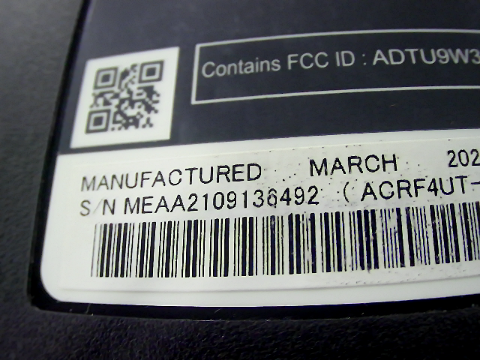 Contains FCC ID : ADTU9W3
MANUFACTURED MARCH 202
S/N MEAA2109136492 ( ACRF4UT-